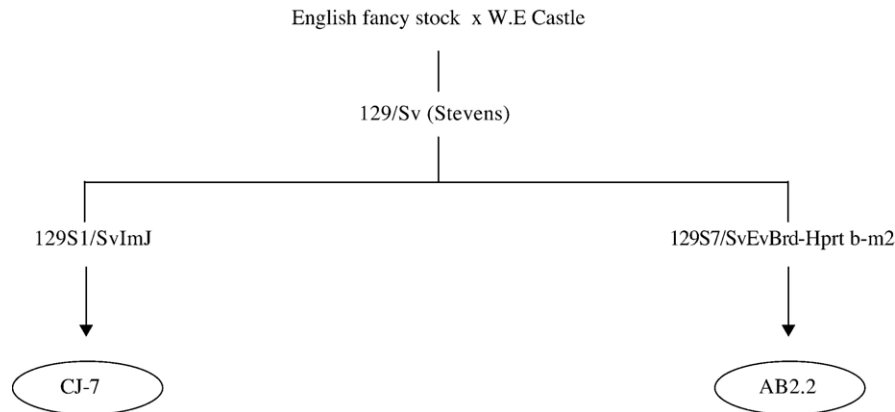 English fancy stock x W.E Castle
129/Sv (Stevens)
129S1/SvImJ
129S7/SvEvBrd-Hprt b-m2
CJ-7
AB2.2